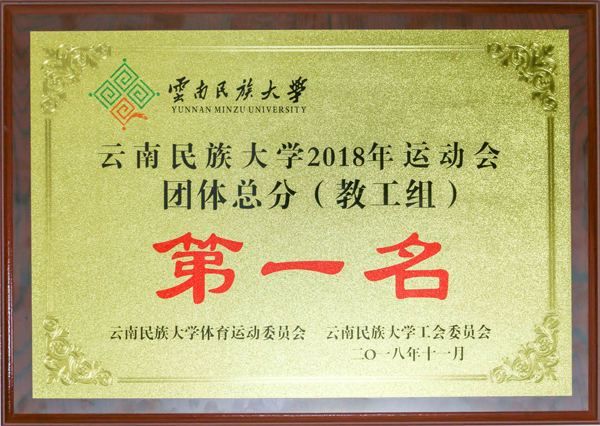 雲南民族大學
YUNNAN MINZU UNIVERSITY
云南民族大学2018年运动会
团体总分（教工组）
第一名
云南民族大学体育运动委员会 云南民族大学工会委员会
二〇一八年十一月